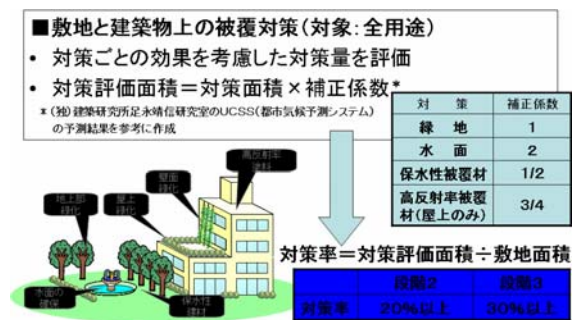 ■敷地と建築物上の被覆対策(対象:全用途)
・ 対策ごとの効果を考慮した対策量を評価
・ 対策評価面積=対策面積×補正係数*
*(独)建築研究所足永靖信研究室のUCSS(都市気候予測システム)
の予測結果を参考に作成
対 策 補正係数
緑 地 1
水 面 2
保水性被覆材 1/2
高反射率被覆
材(屋上のみ) 3/4
高反射率
塗料
壁面
緑化
屋上
緑化
地上部
緑化
水面の
確保
保水性
建材
対策率=対策評価面積÷敷地面積
段階2 段階3
対策率 20%以上 30%以上